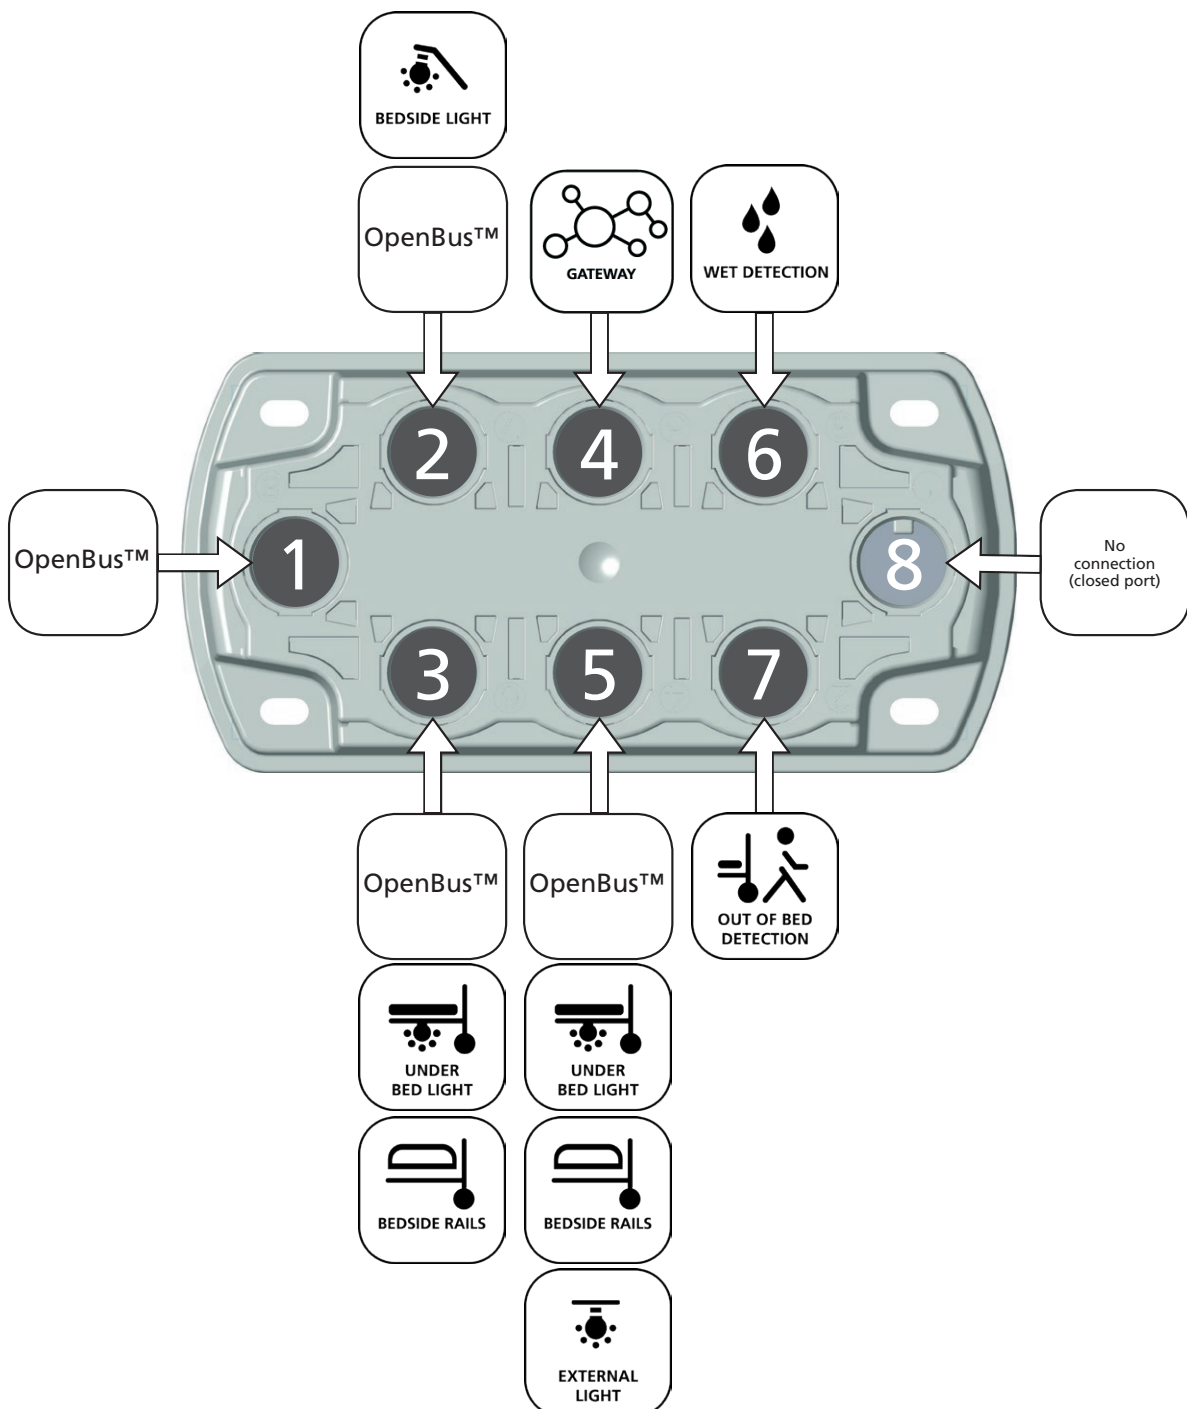 BEDSIDE LIGHT
OpenBus™
GATEWAY
WET DETECTION
2
4
6
OpenBus™
1
8
No
connection
(closed port)
3
5
7
OpenBus™
OpenBus™
OUT OF BED
DETECTION
UNDER
BED LIGHT
UNDER
BED LIGHT
BEDSIDE RAILS
BEDSIDE RAILS
EXTERNAL
LIGHT